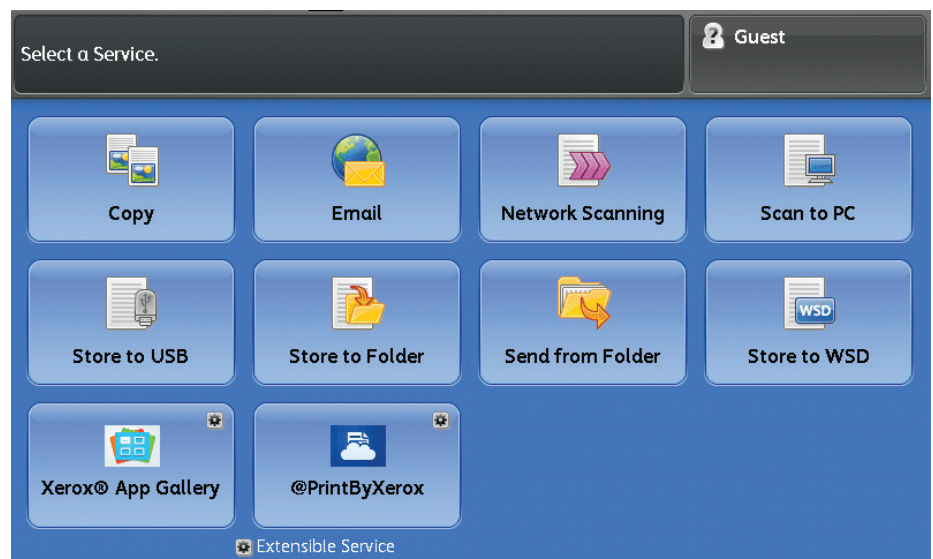 Select a Service.
Guest
Copy
Email
Network Scanning
Scan to PC
Store to USB
Store to Folder
Send from Folder
WSD
Store to WSD
Xerox® App Gallery
@PrintByXerox
Extensible Service